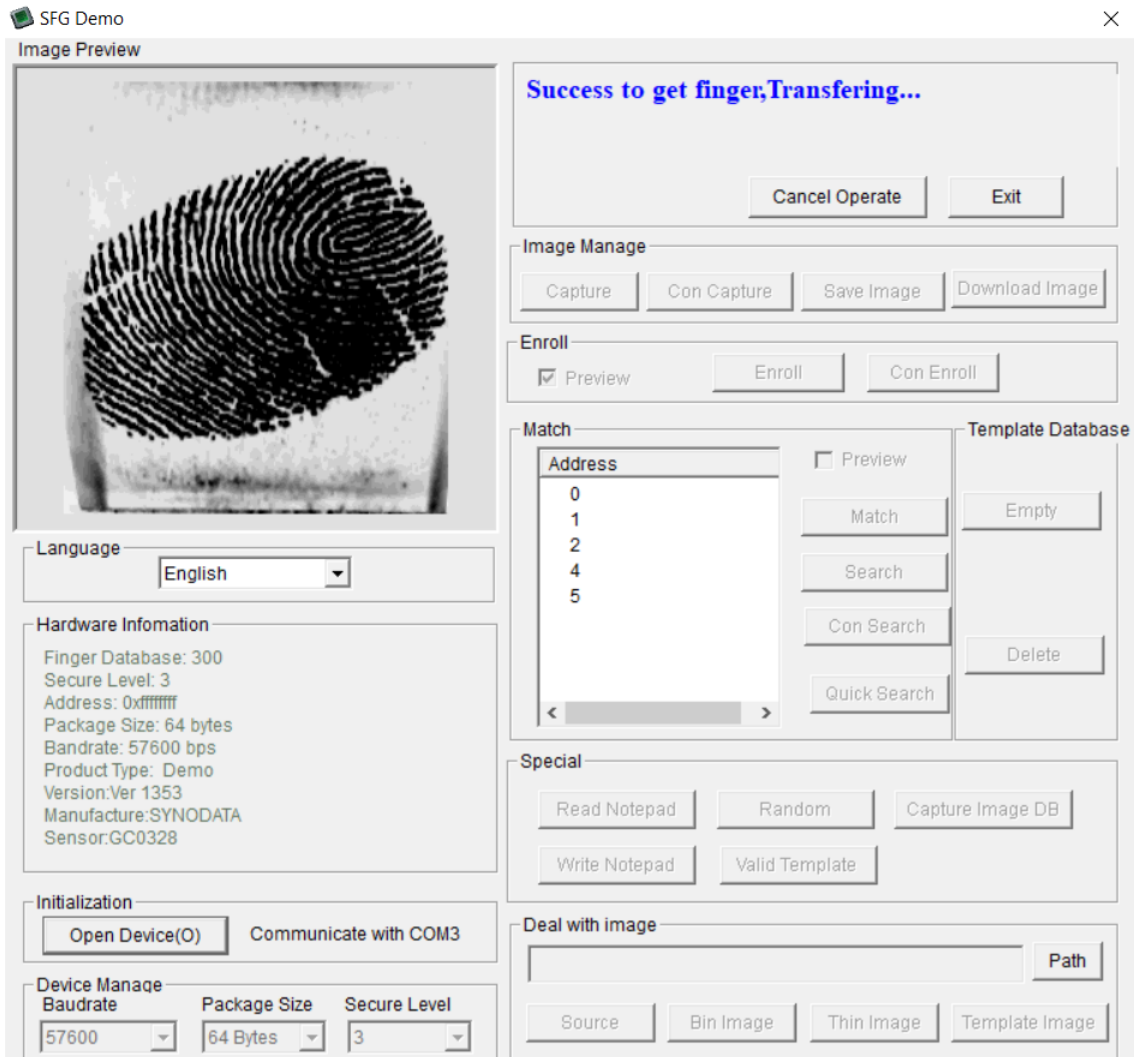 SFG Demo
Image Preview
Success to get finger,Transfering...
Cancel Operate
Exit
Image Manage
Capture
Con Capture
Save Image
Download Image
Enroll
Preview
Enroll
Con Enroll
Match
Address
0
1
2
4
5
Preview
Match
Search
Con Search
Quick Search
Template Database
Empty
Delete
Language
English
Hardware Infomation
Finger Database: 300
Secure Level: 3
Address: 0xffffffff
Package Size: 64 bytes
Bandrate: 57600 bps
Product Type: Demo
Version:Ver 1353
Manufacture:SYNODATA
Sensor:GC0328
Special
Read Notepad
Random
Capture Image DB
Write Notepad
Valid Template
Initialization
Open Device(O)
Communicate with COM3
Deal with image
Path
Source
Bin Image
Thin Image
Template Image
Device Manage
Baudrate
Package Size
Secure Level
57600
64 Bytes
3